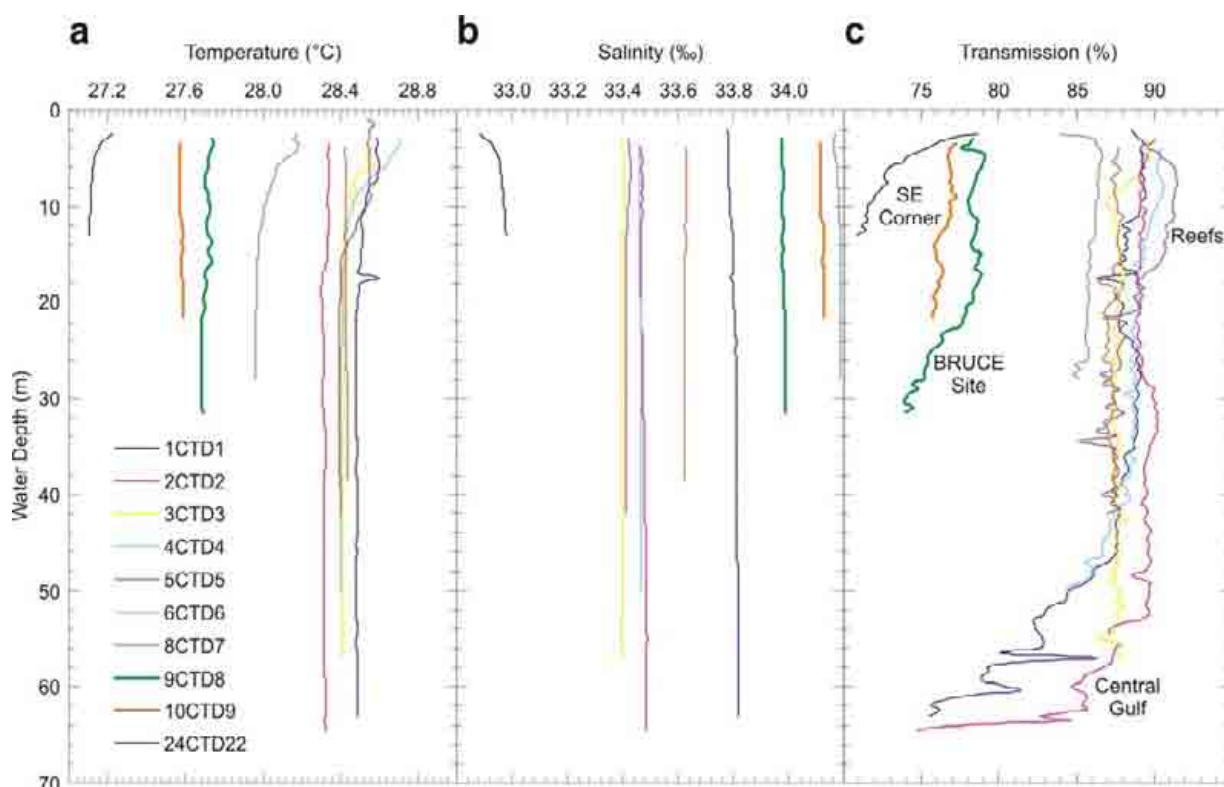 a
b
c
Temperature (°C)
Salinity (‰)
Transmission (%)
27.2 27.6 28.0 28.4 28.8
33.0 33.2 33.4 33.6 33.8 34.0
75 80 85 90
0
10
20
30
40
50
60
70
Water Depth (m)
1CTD1
2CTD2
3CTD3
4CTD4
5CTD5
6CTD6
8CTD7
9CTD8
10CTD9
24CTD22
SE
Corner
Reefs
BRUCE
Site
Central
Gulf